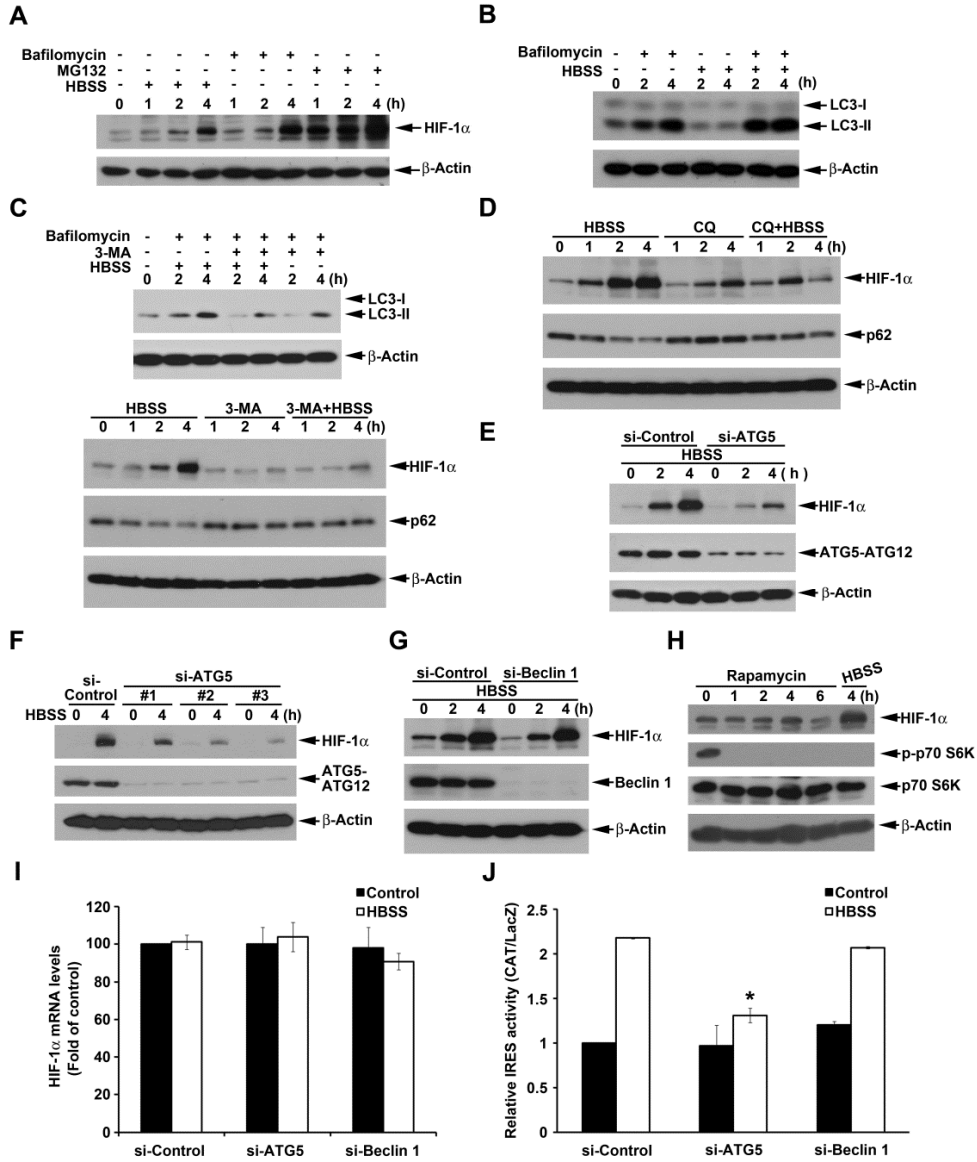 A
Bafilomycin - - - - + + + - - -
MG132 - - - - - - - + + +
HBSS - + + + - - - - - -
0 1 2 4 1 2 4 1 2 4 (h)
HIF-1α
β-Actin
B
Bafilomycin - + + - - + +
HBSS - - - + + + +
0 2 4 2 4 2 4 (h)
LC3-I
LC3-II
β-Actin
C
Bafilomycin - + + + + + +
3-MA - - - + + + +
HBSS - + + + + - -
0 2 4 2 4 2 4 (h)
LC3-I
LC3-II
β-Actin
HBSS 3-MA 3-MA+HBSS
0 1 2 4 1 2 4 1 2 4 (h)
HIF-1α
p62
β-Actin
D
HBSS CQ CQ+HBSS
0 1 2 4 1 2 4 1 2 4 (h)
HIF-1α
p62
β-Actin
E
si-Control si-ATG5
HBSS
0 2 4 0 2 4 ( h )
HIF-1α
ATG5-ATG12
β-Actin
F
si-Control
si-ATG5
#1 #2 #3
HBSS 0 4 0 4 0 4 0 4 (h)
HIF-1α
ATG5-
ATG12
β-Actin
G
si-Control si-Beclin 1
HBSS
0 2 4 0 2 4 (h)
HIF-1α
Beclin 1
β-Actin
H
Rapamycin HBSS
0 1 2 4 6 4 (h)
HIF-1α
p-p70 S6K
p70 S6K
β-Actin
I
Control
HBSS
HIF-1α mRNA levels
(Fold of control)
120
100
80
60
40
20
0
si-Control si-ATG5 si-Beclin 1
J
Control
HBSS
Relative IRES activity (CAT/LacZ)
2.5
2
1.5
1
0.5
0
*
si-Control si-ATG5 si-Beclin 1